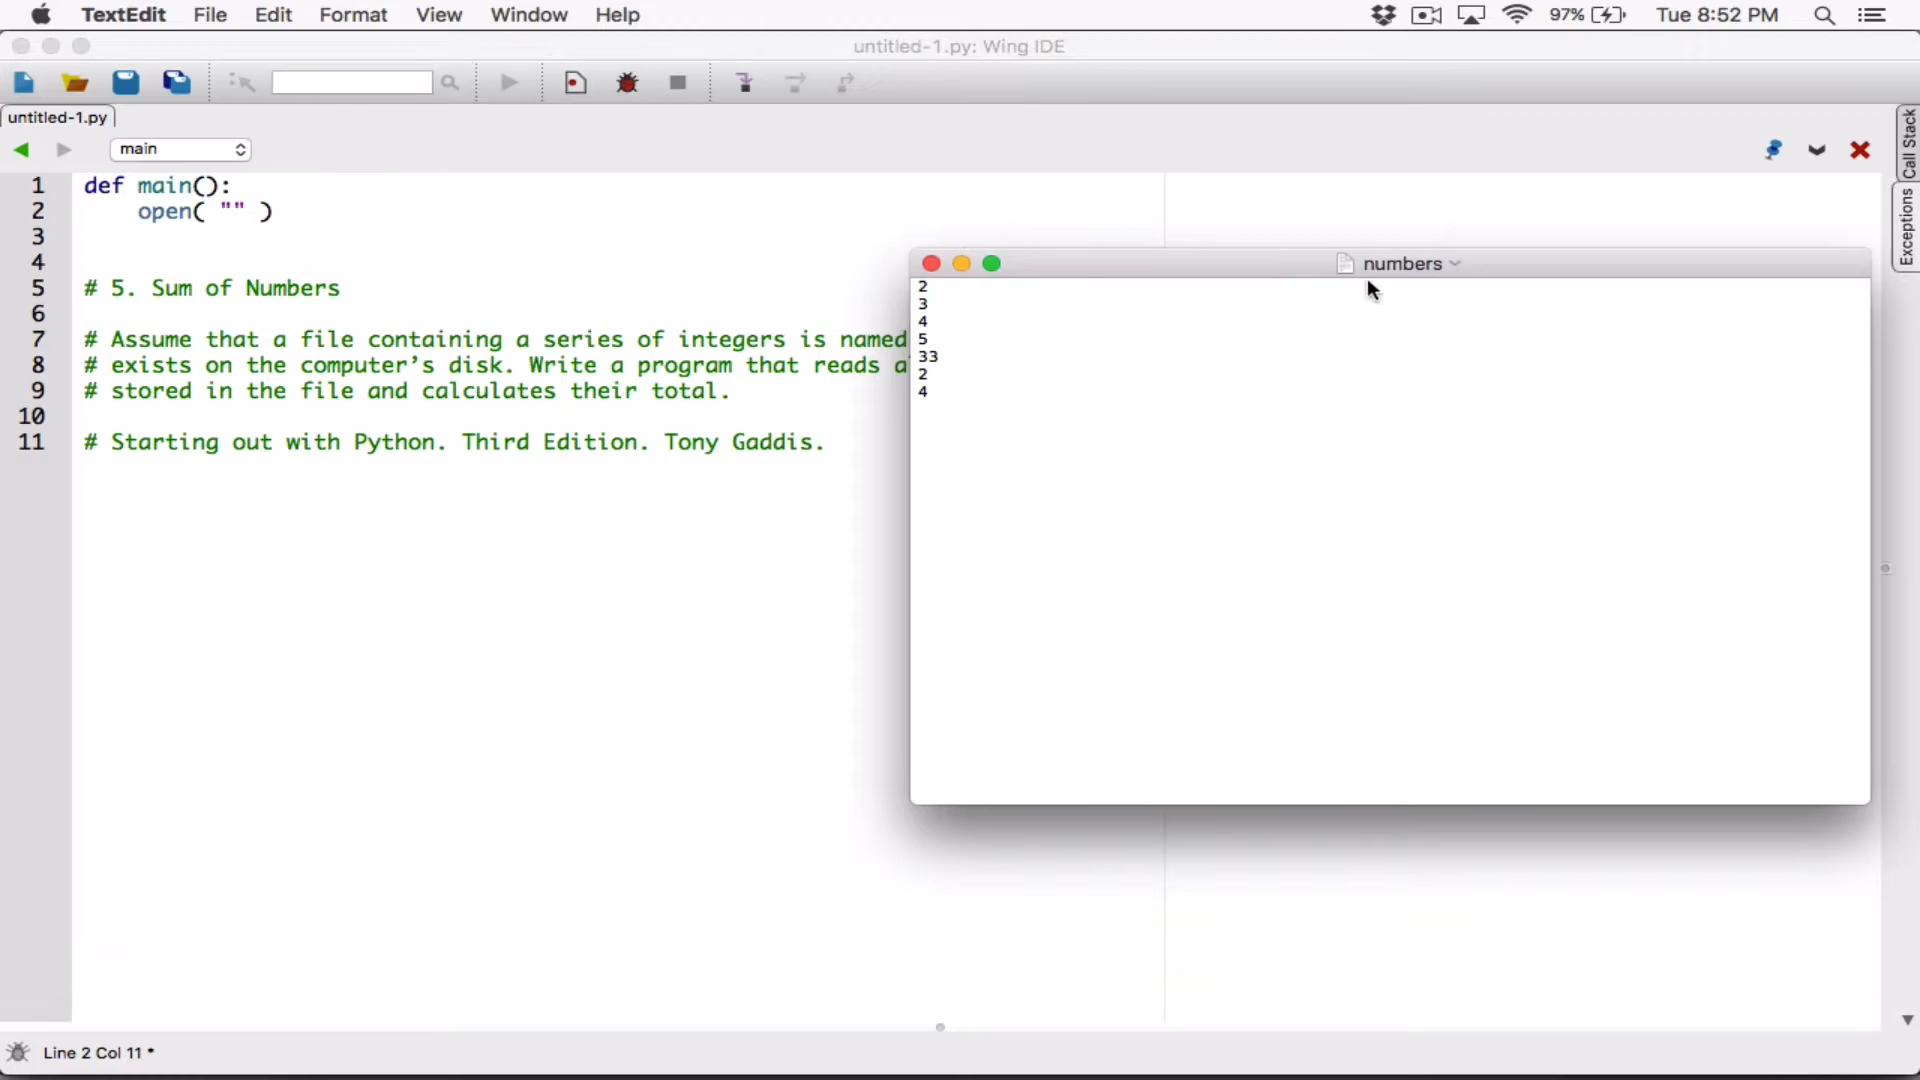 TextEdit File Edit Format View Window Help 97% Tue 8:52 PM
untitled-1.py: Wing IDE
untitled-1.py
main
1 def main():
2 open( "" )
3
4
5 # 5. Sum of Numbers
6
7 # Assume that a file containing a series of integers is named
8 # exists on the computer’s disk. Write a program that reads a
9 # stored in the file and calculates their total.
10
11 # Starting out with Python. Third Edition. Tony Gaddis.
numbers
2
3
4
5
33
2
4
Call Stack
Exceptions
Line 2 Col 11 *